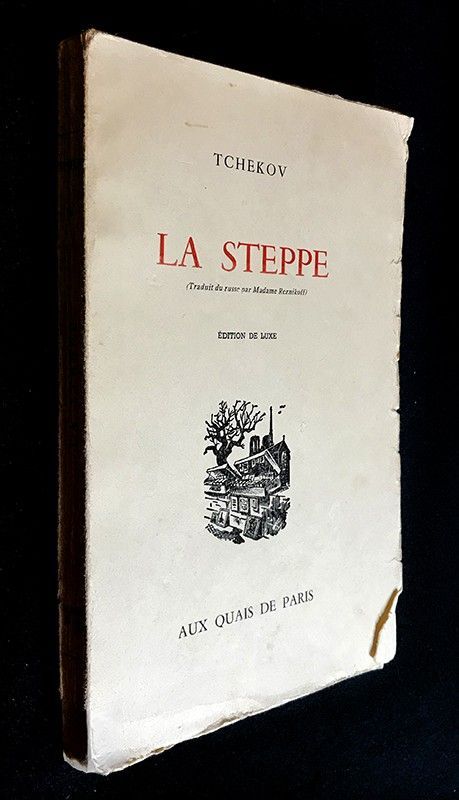 TCHEKOV
LA STEPPE
(Traduit du russe par Madame Reznikoff)
ÉDITION DE LUXE
AUX QUAIS DE PARIS